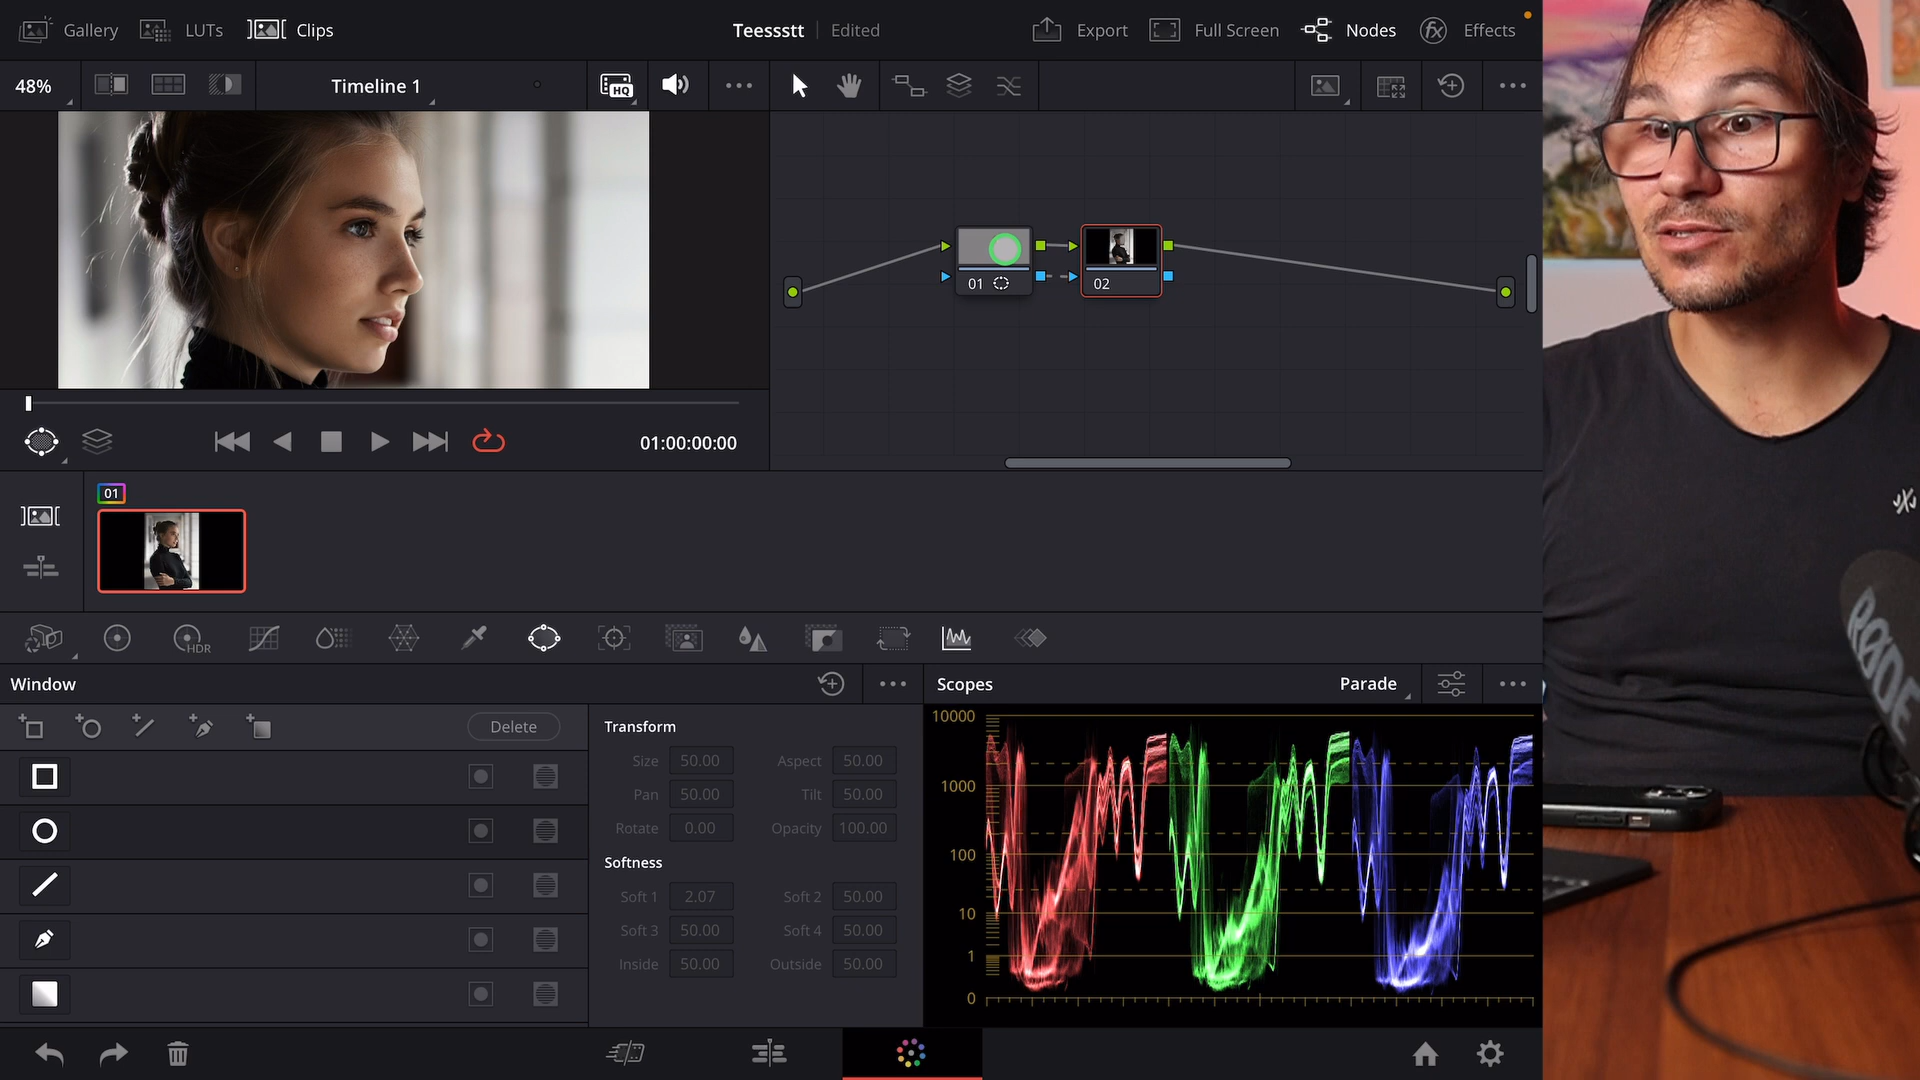 Gallery LUTs Clips Teessstt Edited Export Full Screen Nodes fx Effects
48% Timeline 1 HQ
01 02
01:00:00:00
01
HDR
Window Scopes Parade
Delete Transform
Size 50.00 Aspect 50.00
Pan 50.00 Tilt 50.00
Rotate 0.00 Opacity 100.00
Softness
Soft 1 2.07 Soft 2 50.00
Soft 3 50.00 Soft 4 50.00
Inside 50.00 Outside 50.00
10000
1000
100
10
1
0
RØDE